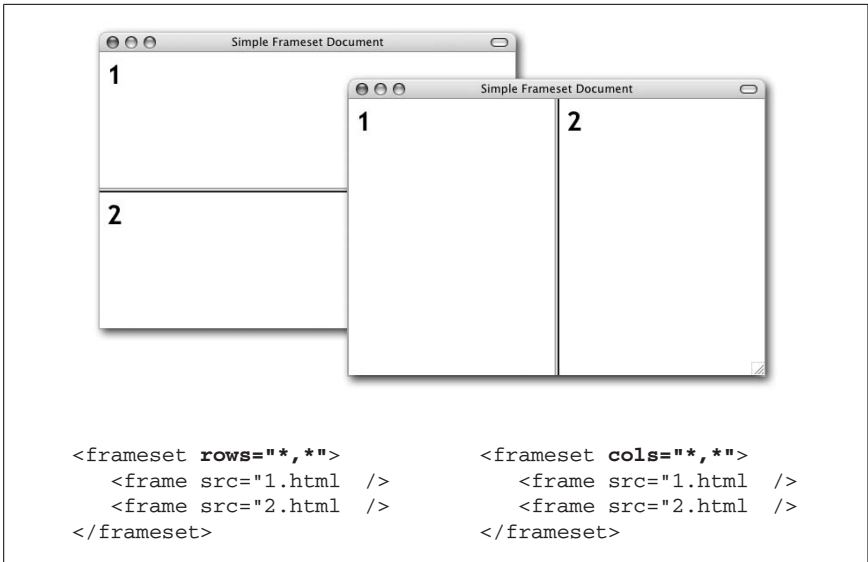 Simple Frameset Document
1
2
Simple Frameset Document
1
2
<frameset rows="*,*">
   <frame src="1.html  />
   <frame src="2.html  />
</frameset>
<frameset cols="*,*">
   <frame src="1.html  />
   <frame src="2.html  />
</frameset>